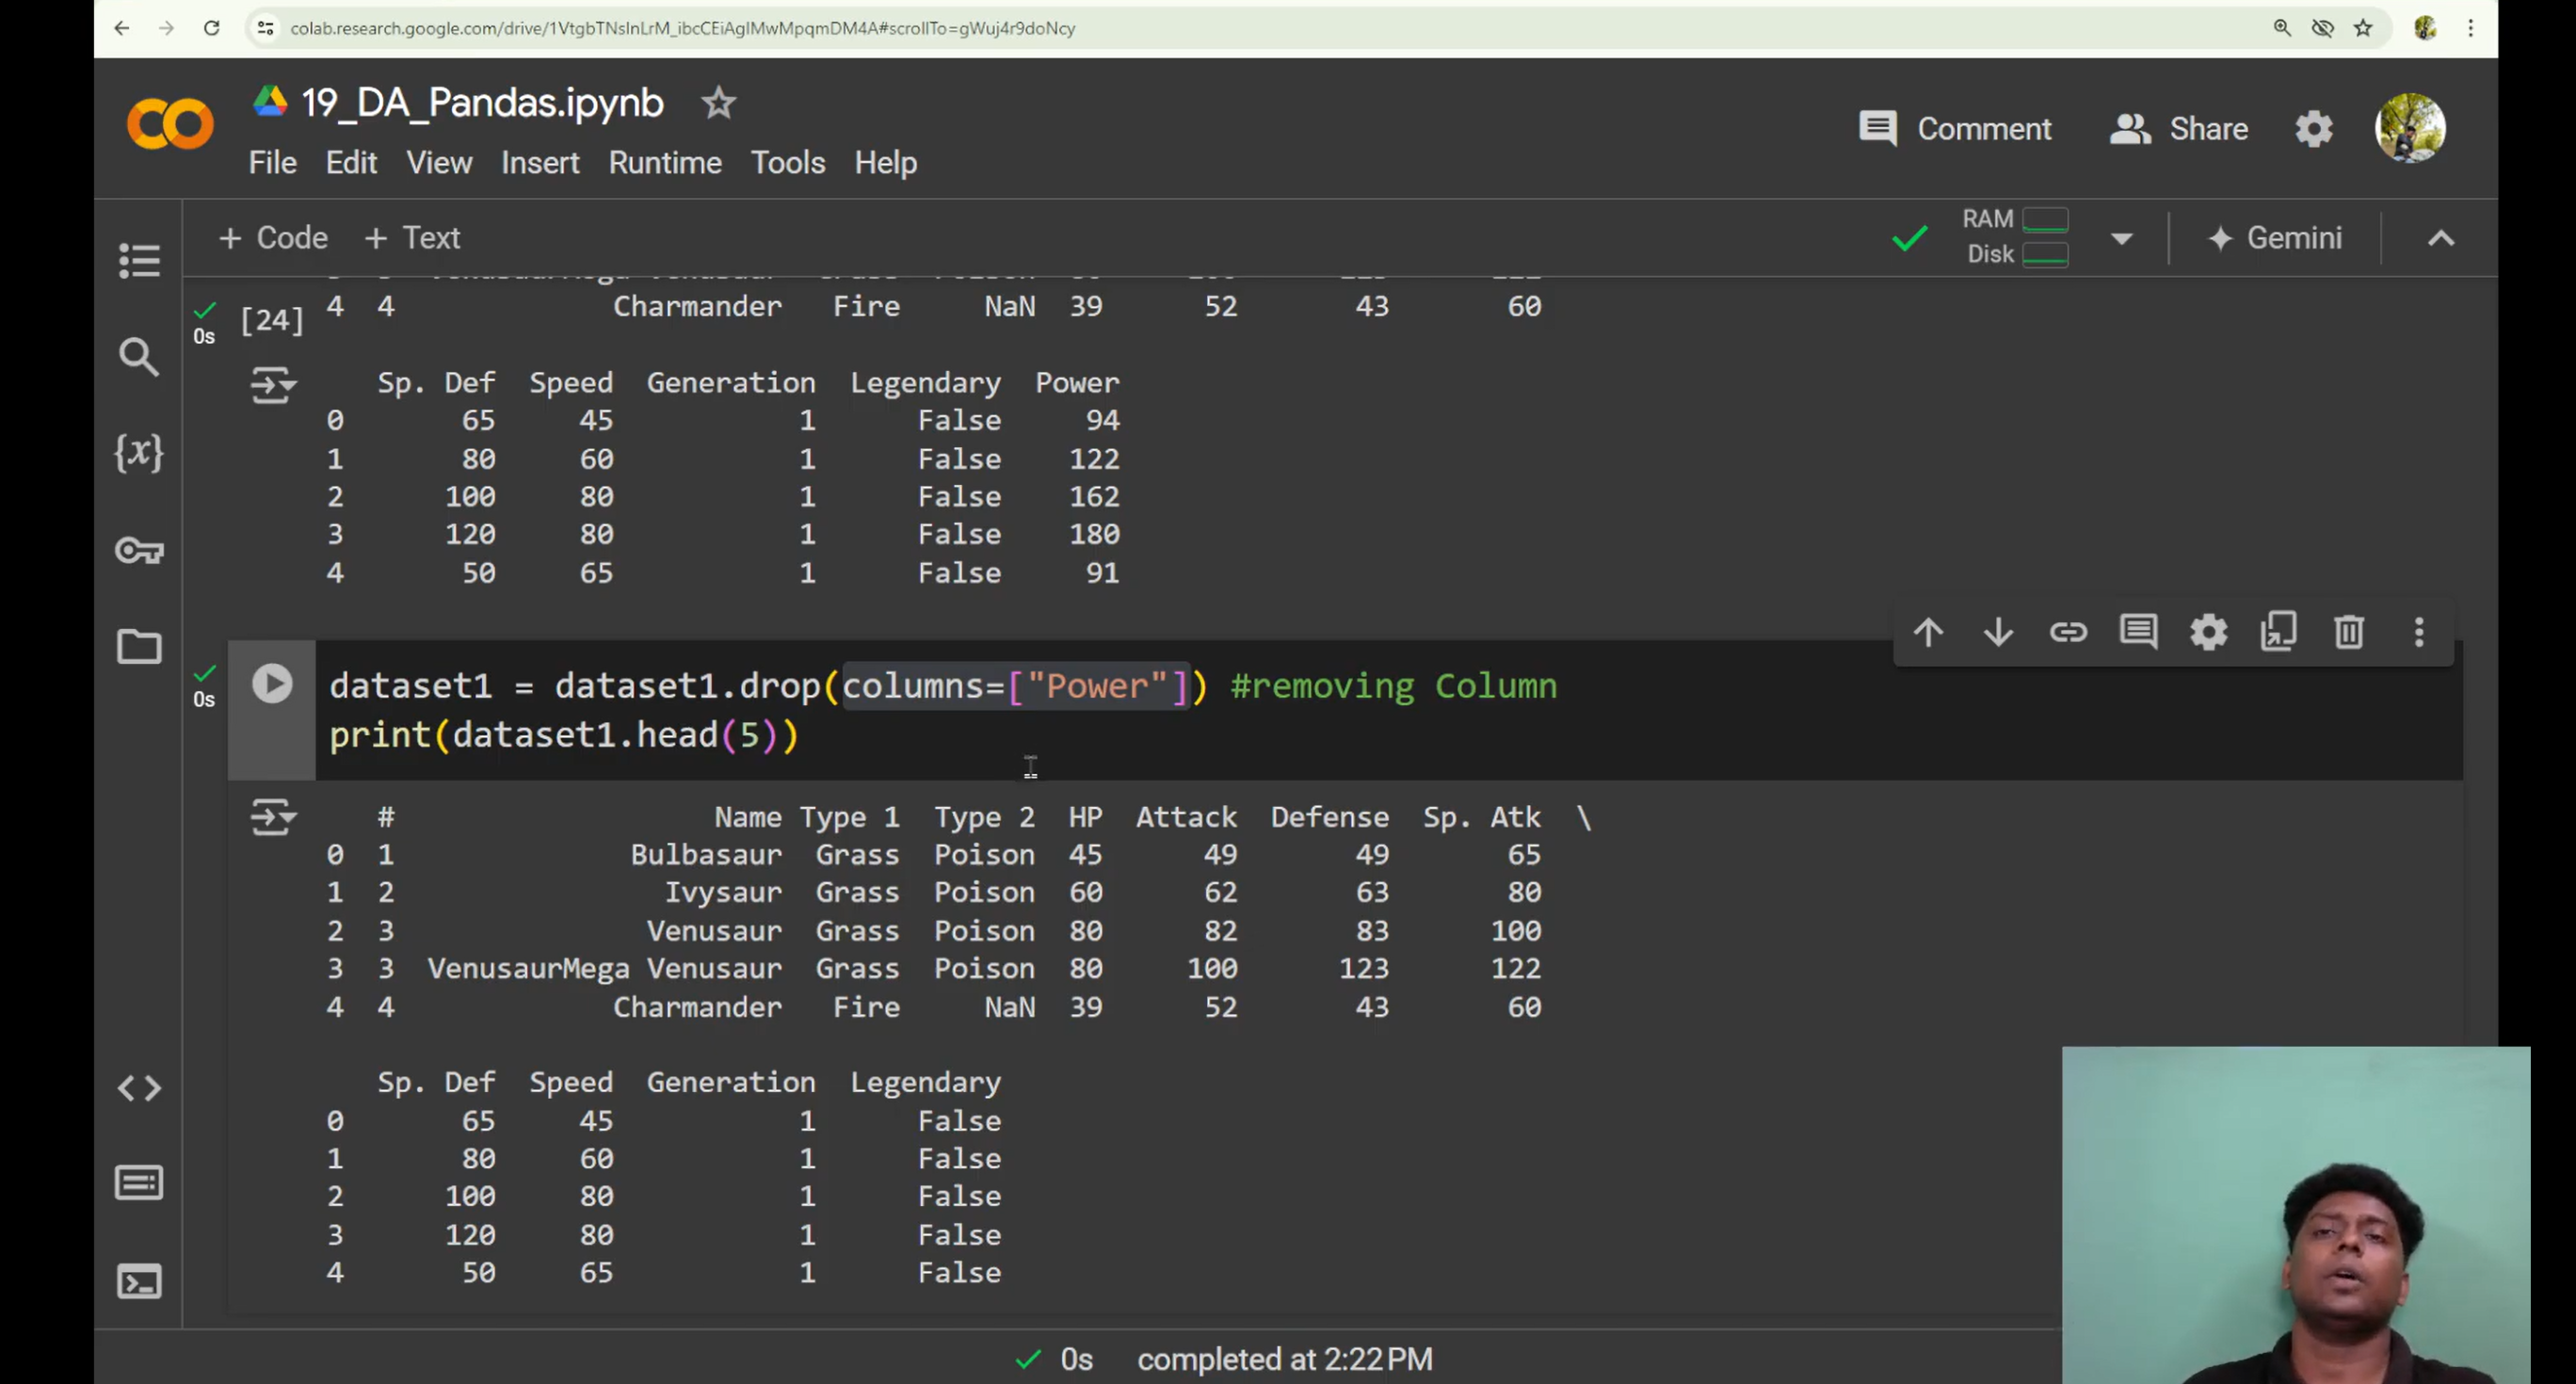 colab.research.google.com/drive/1VtgbTNsInLrM_ibcCEiAglMwMpqmDM4A#scrollTo=gWuj4r9doNcy
19_DA_Pandas.ipynb
Comment Share
File Edit View Insert Runtime Tools Help
+ Code + Text
RAM
Disk
Gemini
4 4 Charmander Fire NaN 39 52 43 60
0s [24]
Sp. Def Speed Generation Legendary Power
0 65 45 1 False 94
1 80 60 1 False 122
2 100 80 1 False 162
3 120 80 1 False 180
4 50 65 1 False 91
0s
dataset1 = dataset1.drop(columns=["Power"]) #removing Column
print(dataset1.head(5))
# Name Type 1 Type 2 HP Attack Defense Sp. Atk \
0 1 Bulbasaur Grass Poison 45 49 49 65
1 2 Ivysaur Grass Poison 60 62 63 80
2 3 Venusaur Grass Poison 80 82 83 100
3 3 VenusaurMega Venusaur Grass Poison 80 100 123 122
4 4 Charmander Fire NaN 39 52 43 60
Sp. Def Speed Generation Legendary
0 65 45 1 False
1 80 60 1 False
2 100 80 1 False
3 120 80 1 False
4 50 65 1 False
0s completed at 2:22 PM